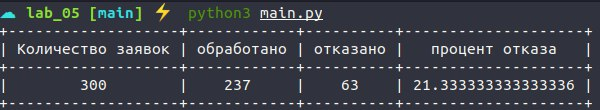 lab_05 [main] ⚡ python3 main.py
+-------------------+------------+----------+--------------------+
| Количество заявок | обработано | отказано |   процент отказа   |
+-------------------+------------+----------+--------------------+
|        300        |    237     |    63    | 21.333333333333336 |
+-------------------+------------+----------+--------------------+